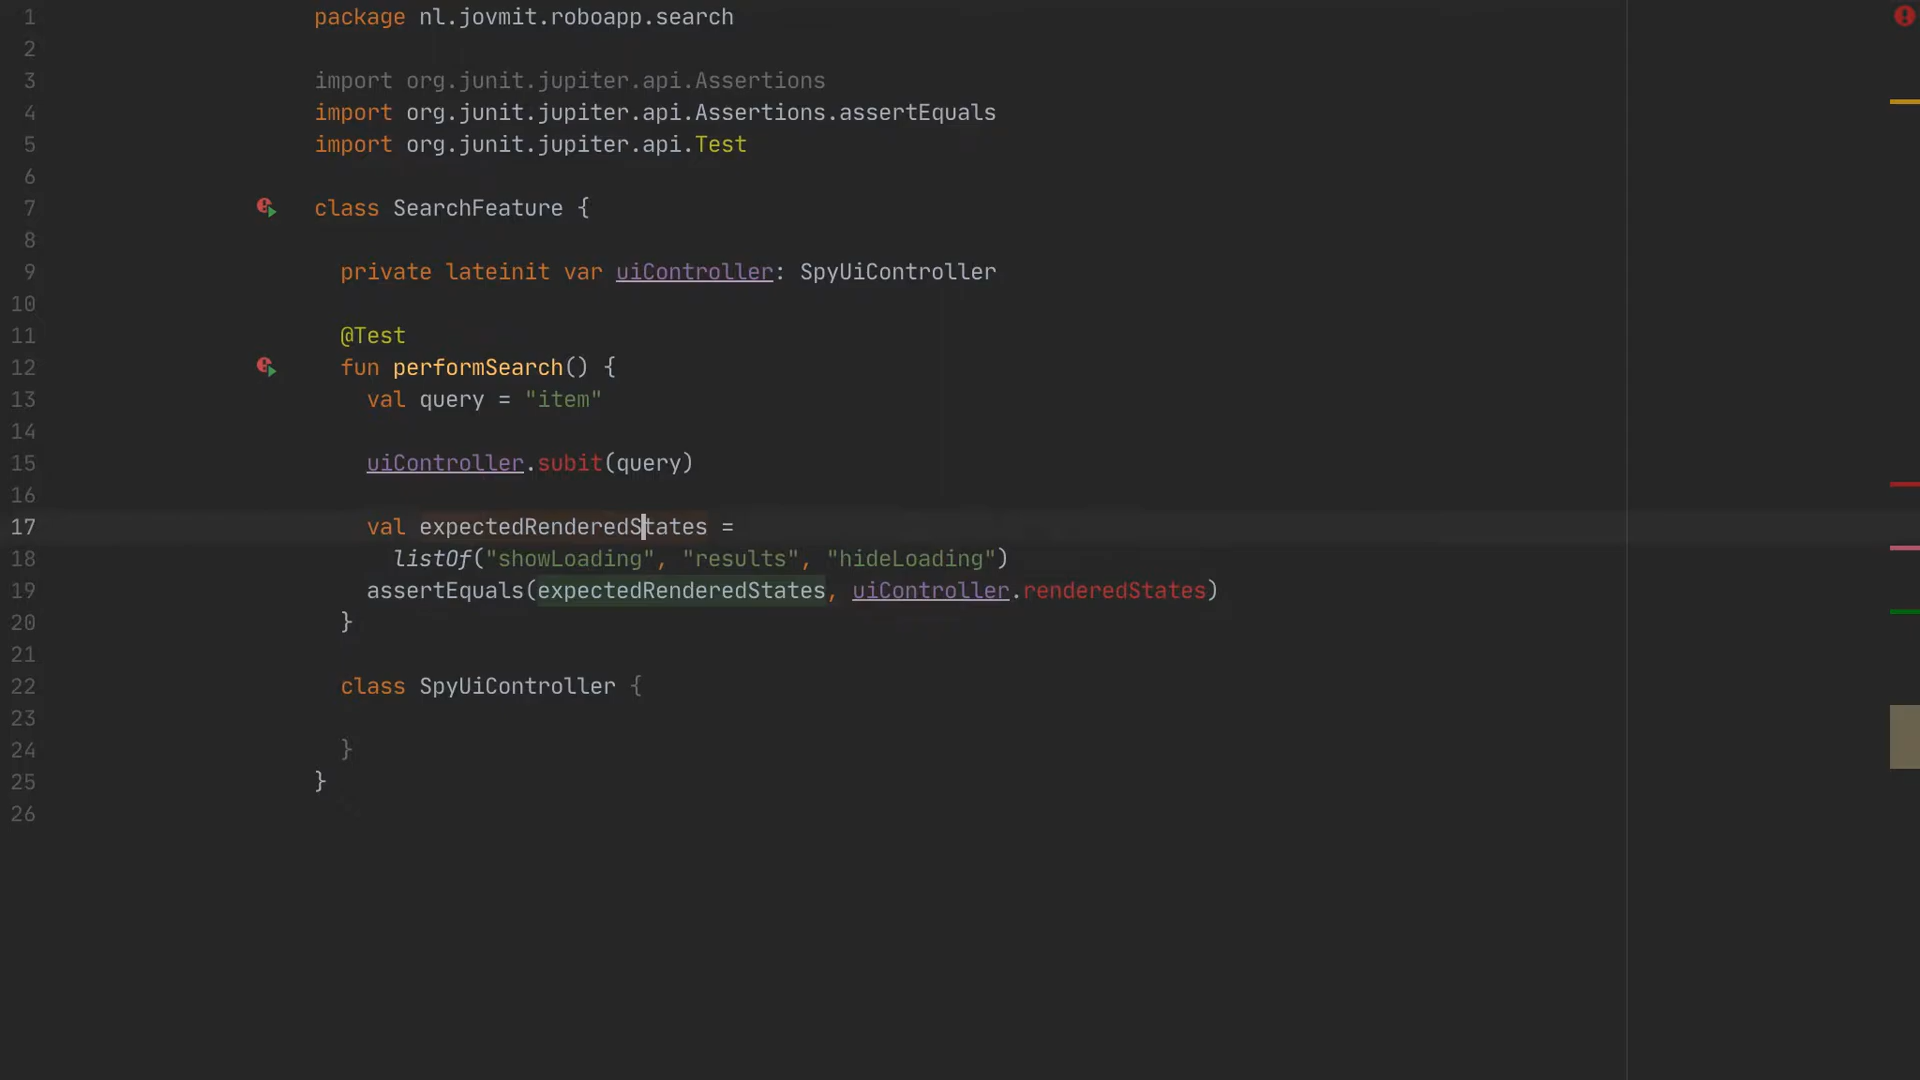 1 package nl.jovmit.roboapp.search
2
3 import org.junit.jupiter.api.Assertions
4 import org.junit.jupiter.api.Assertions.assertEquals
5 import org.junit.jupiter.api.Test
6
7 class SearchFeature {
8
9 private lateinit var uiController: SpyUiController
10
11 @Test
12 fun performSearch() {
13 val query = "item"
14
15 uiController.subit(query)
16
17 val expectedRenderedStates =
18 listOf("showLoading", "results", "hideLoading")
19 assertEquals(expectedRenderedStates, uiController.renderedStates)
20 }
21
22 class SpyUiController {
23
24 }
25 }
26